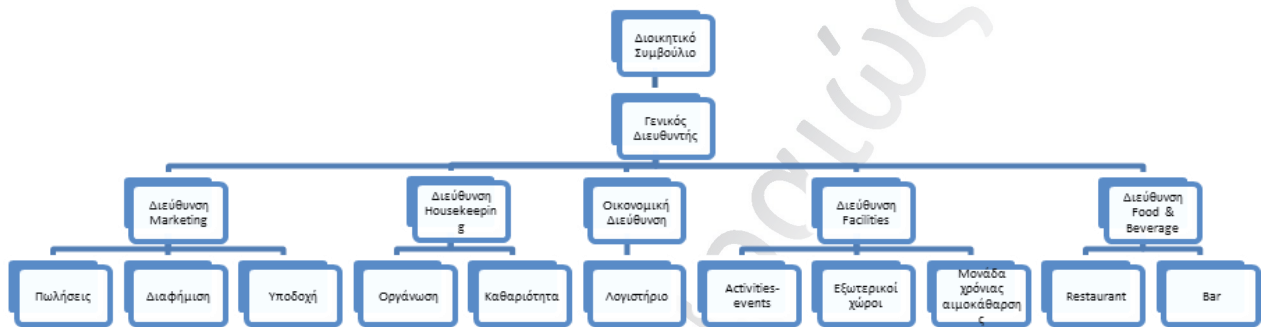 Διοικητικό
Συμβούλιο
Γενικός
Διευθυντής
Διεύθυνση
Marketing
Διεύθυνση
Housekeepin
g
Οικονομική
Διεύθυνση
Διεύθυνση
Facilities
Διεύθυνση
Food &
Beverage
Πωλήσεις
Διαφήμιση
Υποδοχή
Οργάνωση
Καθαριότητα
Λογιστήριο
Activities-
events
Εξωτερικοί
χώροι
Μονάδα
χρόνιας
αιμοκάθαρση
ς
Restaurant
Bar